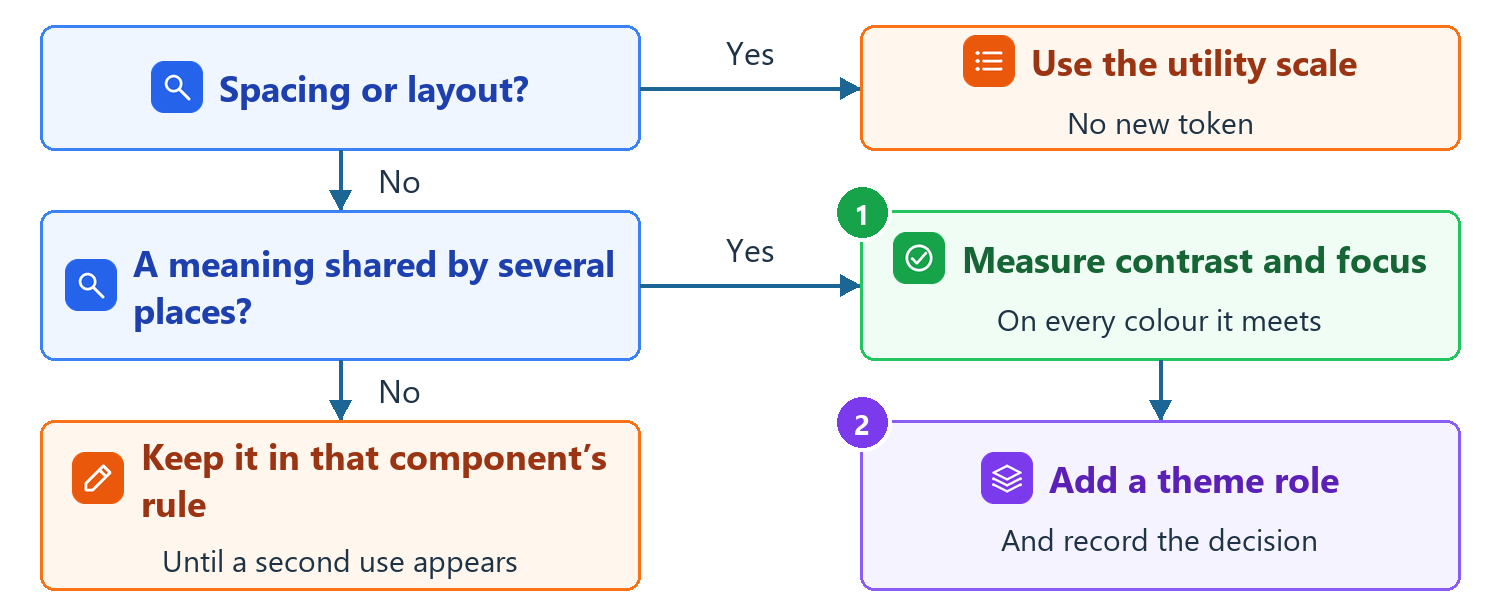 Spacing or layout?
Yes
Use the utility scale
No new token
No
A meaning shared by several
places?
Yes
1
Measure contrast and focus
On every colour it meets
No
Keep it in that component’s
rule
Until a second use appears
2
Add a theme role
And record the decision